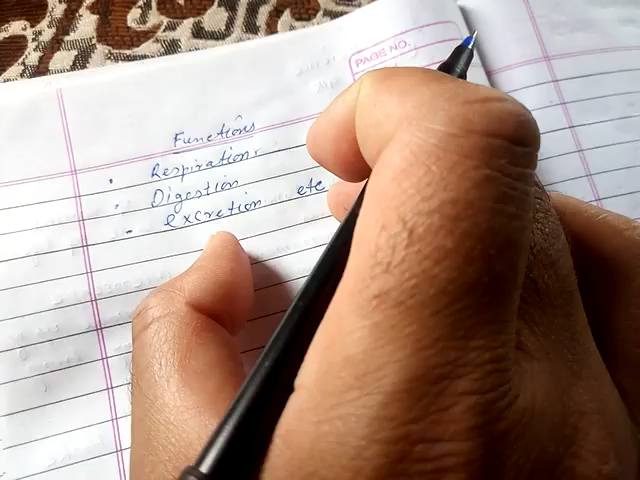 PAGE NO.
Functions
Respiration,
Digestion
excretion etc